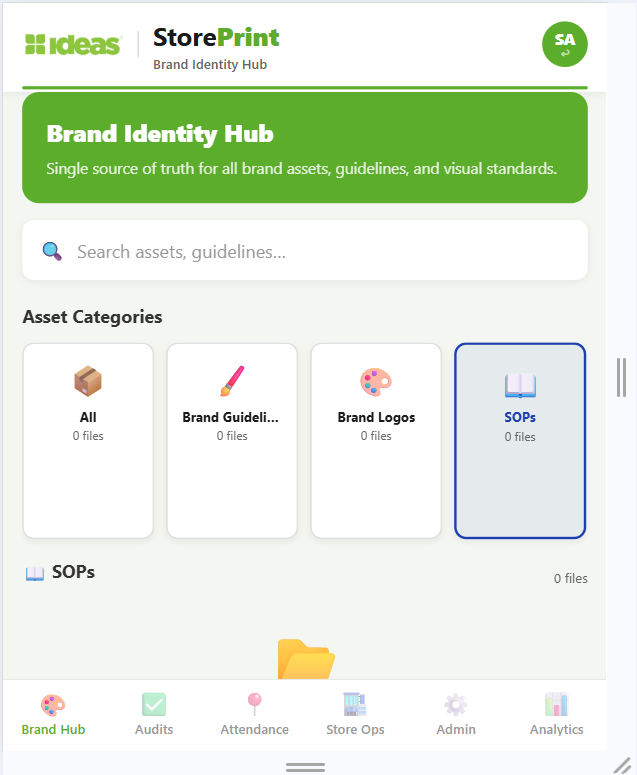 ideas
StorePrint
Brand Identity Hub
SA
Brand Identity Hub
Single source of truth for all brand assets, guidelines, and visual standards.
Search assets, guidelines...
Asset Categories
All
0 files
Brand Guideli...
0 files
Brand Logos
0 files
SOPs
0 files
SOPs
0 files
Brand Hub
Audits
Attendance
Store Ops
Admin
Analytics